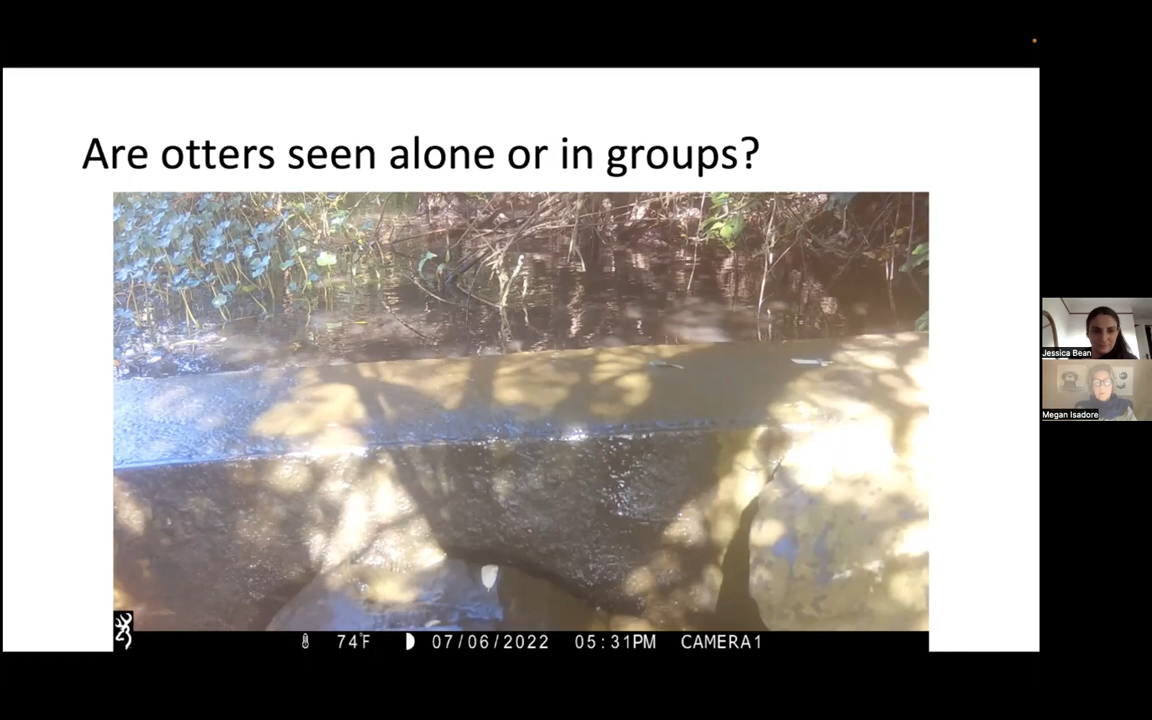 Are otters seen alone or in groups?
74°F 07/06/2022 05:31PM CAMERA1
Jessica Bean
Megan Isadore